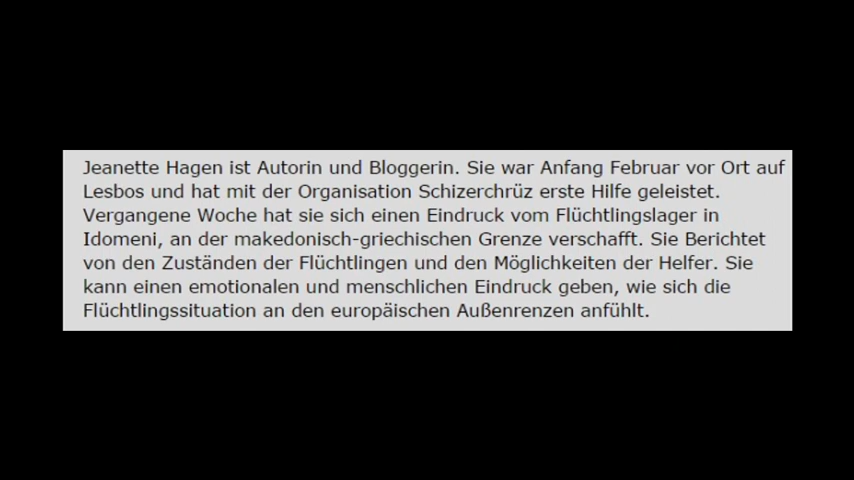 Jeanette Hagen ist Autorin und Bloggerin. Sie war Anfang Februar vor Ort auf
Lesbos und hat mit der Organisation Schizerchrüz erste Hilfe geleistet.
Vergangene Woche hat sie sich einen Eindruck vom Flüchtlingslager in
Idomeni, an der makedonisch-griechischen Grenze verschafft. Sie Berichtet
von den Zuständen der Flüchtlingen und den Möglichkeiten der Helfer. Sie
kann einen emotionalen und menschlichen Eindruck geben, wie sich die
Flüchtlingssituation an den europäischen Außenrenzen anfühlt.